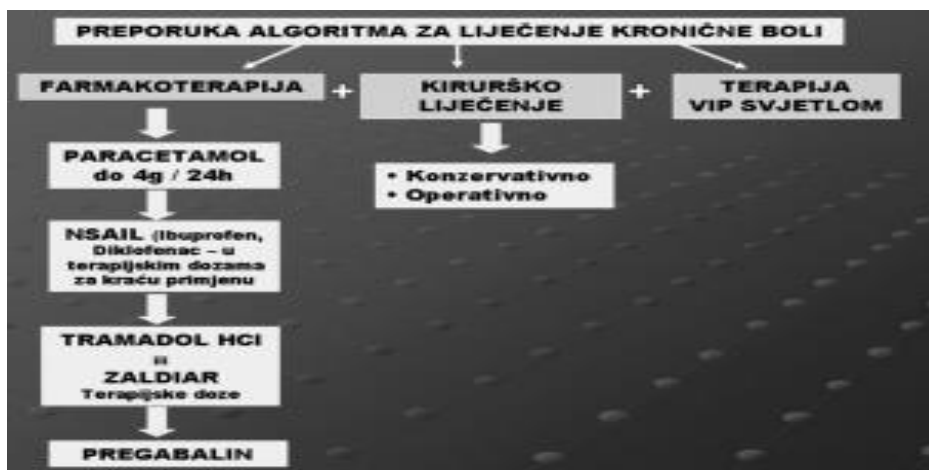 PREPORUKA ALGORITMA ZA LIJEČENJE KRONIČNE BOLI
FARMAKOTERAPIJA + KIRURŠKO LIJEČENJE + TERAPIJA VIP SVJETLOM
PARACETAMOL
do 4g / 24h
NSAIL (Ibuprofen,
Diklofenac – u
terapijskim dozama
za kraću primjenu
TRAMADOL HCl
ZALDIAR
Terapijske doze
PREGABALIN
• Konzervativno
• Operativno